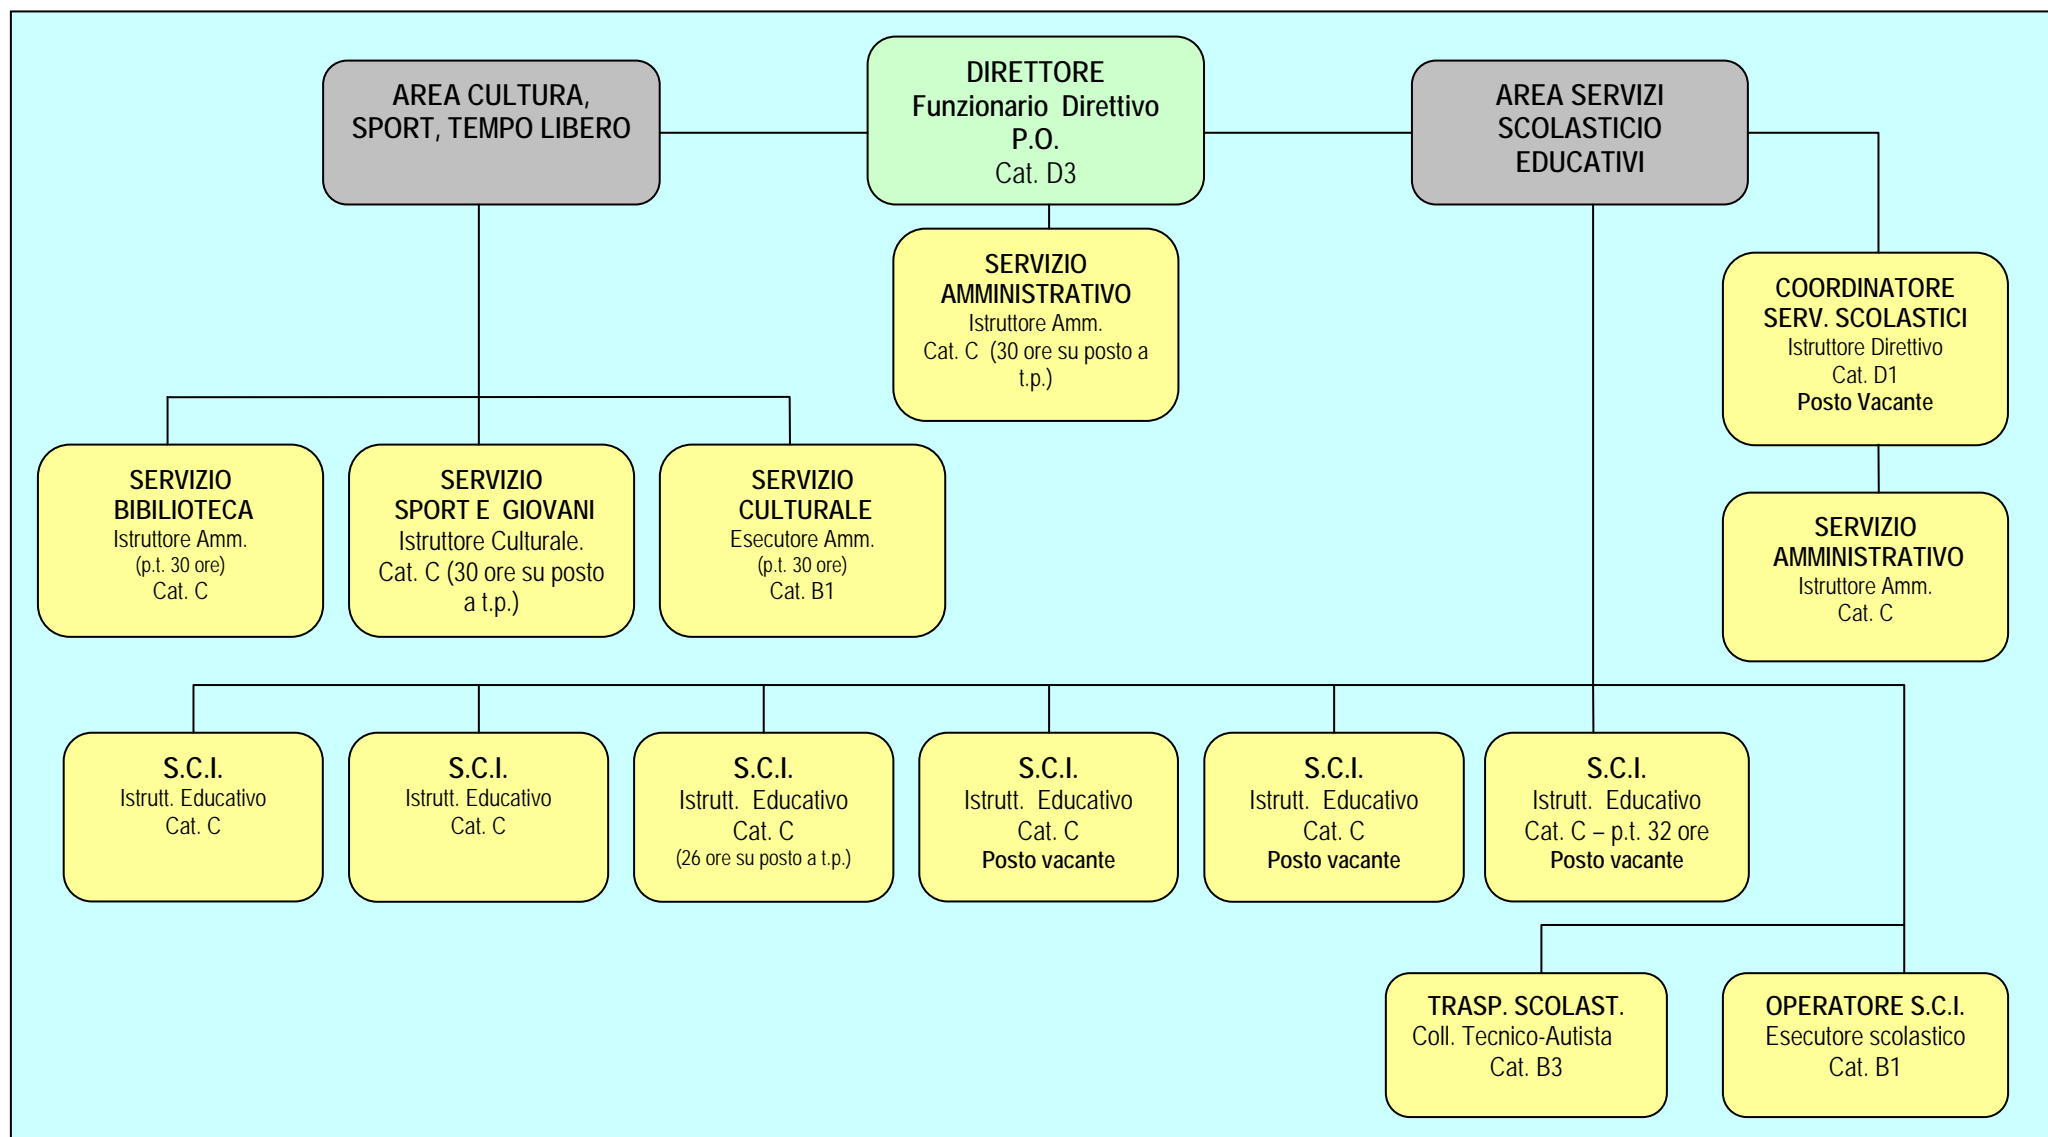 AREA CULTURA,
SPORT, TEMPO LIBERO
DIRETTORE
Funzionario Direttivo
P.O.
Cat. D3
AREA SERVIZI
SCOLASTICIO
EDUCATIVI
SERVIZIO
AMMINISTRATIVO
Istruttore Amm.
Cat. C (30 ore su posto a
t.p.)
COORDINATORE
SERV. SCOLASTICI
Istruttore Direttivo
Cat. D1
Posto Vacante
SERVIZIO
BIBILIOTECA
Istruttore Amm.
(p.t. 30 ore)
Cat. C
SERVIZIO
SPORT E GIOVANI
Istruttore Culturale.
Cat. C (30 ore su posto
a t.p.)
SERVIZIO
CULTURALE
Esecutore Amm.
(p.t. 30 ore)
Cat. B1
SERVIZIO
AMMINISTRATIVO
Istruttore Amm.
Cat. C
S.C.I.
Istrutt. Educativo
Cat. C
S.C.I.
Istrutt. Educativo
Cat. C
S.C.I.
Istrutt. Educativo
Cat. C
(26 ore su posto a t.p.)
S.C.I.
Istrutt. Educativo
Cat. C
Posto vacante
S.C.I.
Istrutt. Educativo
Cat. C
Posto vacante
S.C.I.
Istrutt. Educativo
Cat. C – p.t. 32 ore
Posto vacante
TRASP. SCOLAST.
Coll. Tecnico-Autista
Cat. B3
OPERATORE S.C.I.
Esecutore scolastico
Cat. B1